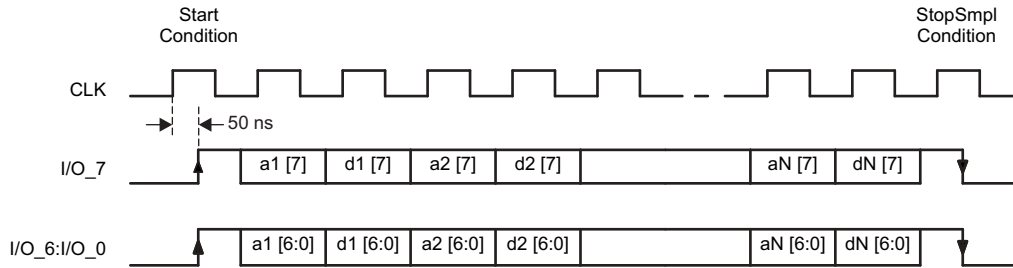 Start
Condition
StopSmpl
Condition
CLK
50 ns
I/O_7
a1 [7] d1 [7] a2 [7] d2 [7] aN [7] dN [7]
I/O_6:I/O_0
a1 [6:0] d1 [6:0] a2 [6:0] d2 [6:0] aN [6:0] dN [6:0]